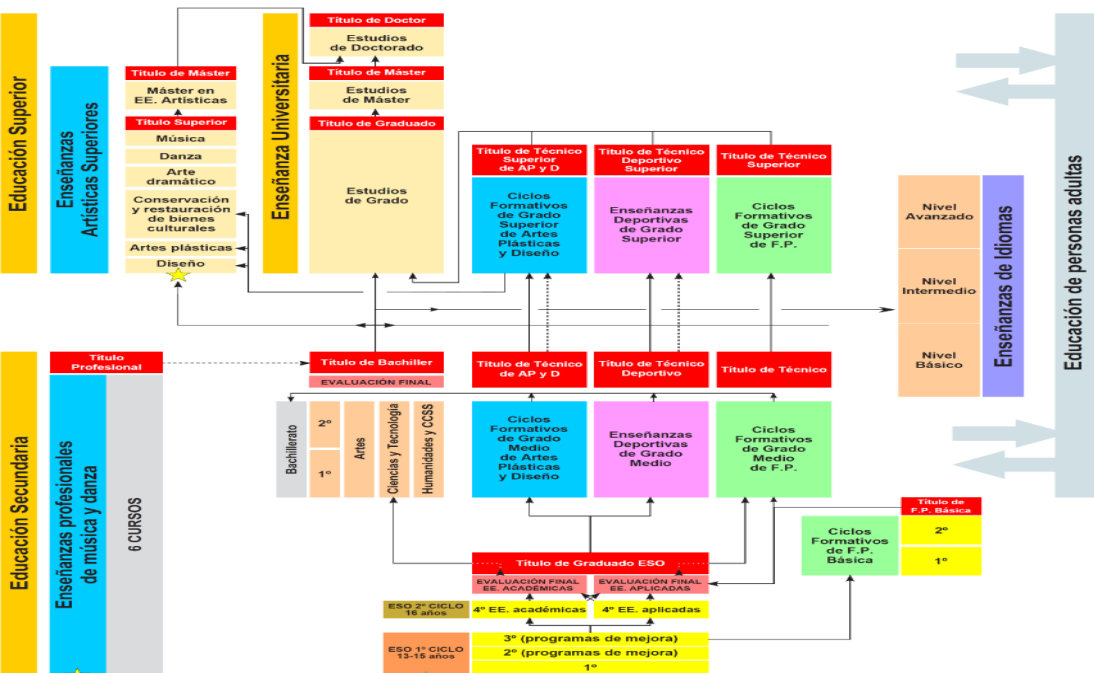 Educación Superior
Enseñanzas
Artísticas Superiores
Título de Máster
Máster en
EE. Artísticas
Título Superior
Música
Danza
Arte
dramático
Conservación
y restauración
de bienes
culturales
Artes plásticas
Diseño
Enseñanza Universitaria
Título de Doctor
Estudios
de Doctorado
Título de Máster
Estudios
de Máster
Título de Graduado
Estudios
de Grado
Título de Técnico
Superior
de AP y D
Ciclos
Formativos
de Grado
Superior
de Artes
Plásticas
y Diseño
Título de Técnico
Deportivo
Superior
Enseñanzas
Deportivas
de Grado
Superior
Título de Técnico
Superior
Ciclos
Formativos
de Grado
Superior
de F.P.
Nivel
Avanzado
Nivel
Intermedio
Nivel
Básico
Enseñanzas de Idiomas
Educación de personas adultas
Educación Secundaria
Título
Profesional
Enseñanzas profesionales
de música y danza
6 CURSOS
Título de Bachiller
EVALUACIÓN FINAL
Bachillerato
2º
1º
Artes
Ciencias y Tecnología
Humanidades y CCSS
Título de Técnico
de AP y D
Ciclos
Formativos
de Grado
Medio
de Artes
Plásticas
y Diseño
Título de Técnico
Deportivo
Enseñanzas
Deportivas
de Grado
Medio
Título de Técnico
Ciclos
Formativos
de Grado
Medio
de F.P.
Título de
F.P. Básica
Ciclos
Formativos
de F.P.
Básica
2º
1º
Título de Graduado ESO
EVALUACIÓN FINAL
EE. ACADÉMICAS
EVALUACIÓN FINAL
EE. APLICADAS
ESO 2º CICLO
16 años
4º EE. académicas
4º EE. aplicadas
ESO 1º CICLO
13-15 años
3º (programas de mejora)
2º (programas de mejora)
1º